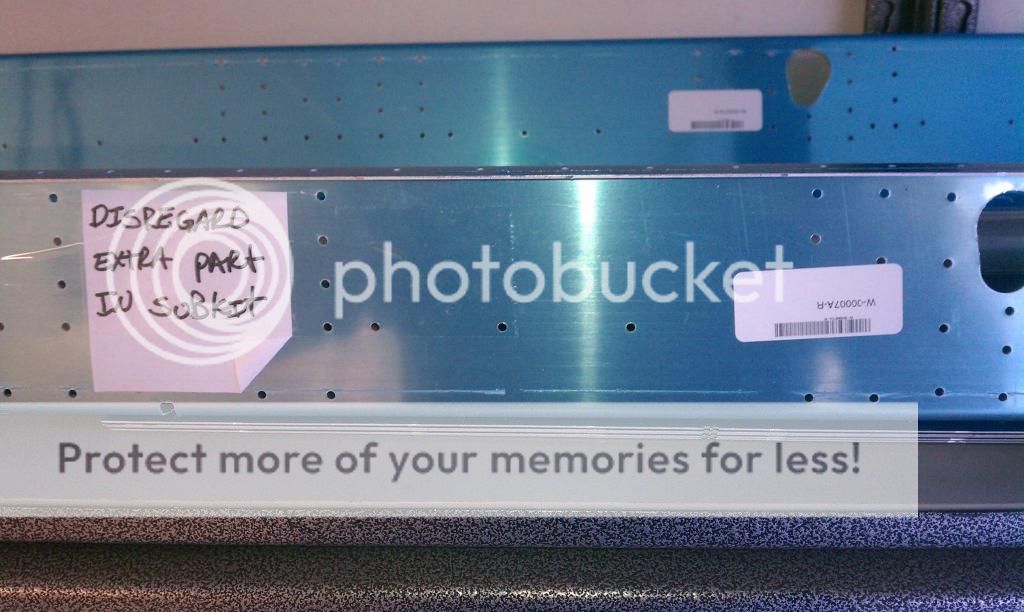 DISREGARD
EXTRA PART
IN SUBKIT
photobucket
W-00007A-R
Protect more of your memories for less!